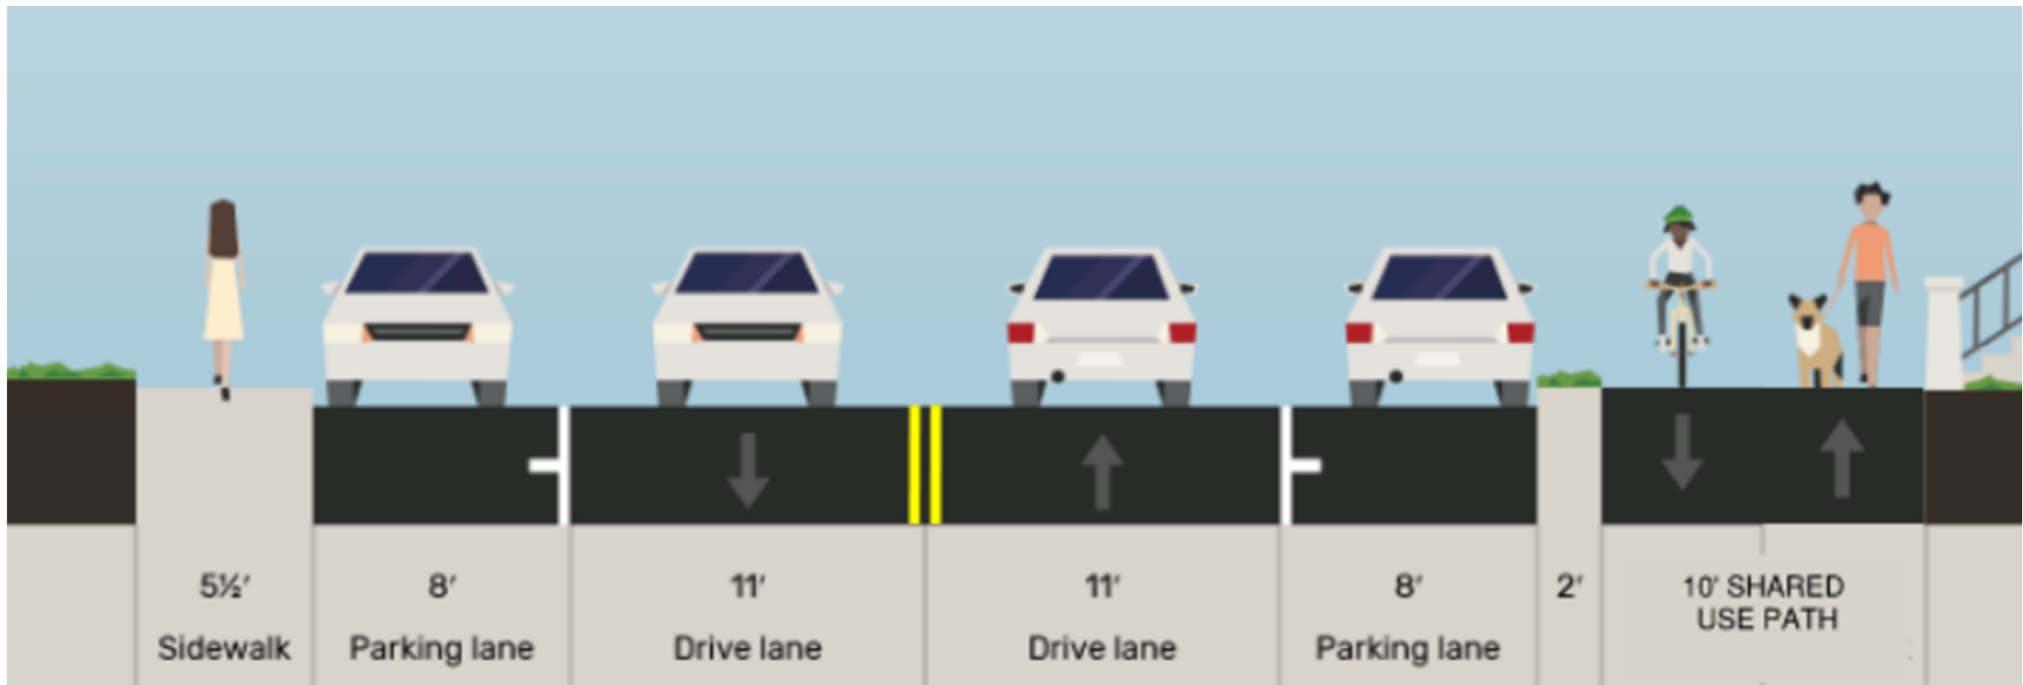 5½′
Sidewalk
8′
Parking lane
11′
Drive lane
11′
Drive lane
8′
Parking lane
2′
10' SHARED
USE PATH